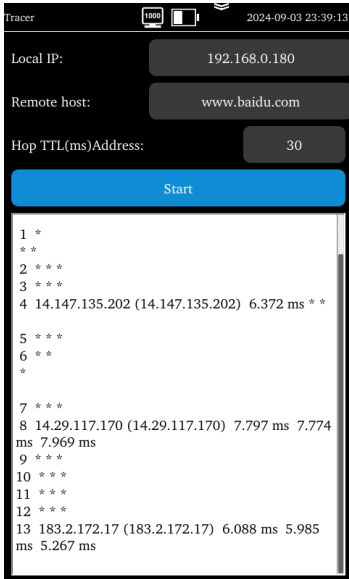 Tracer 1000 2024-09-03 23:39:13
Local IP: 192.168.0.180
Remote host: www.baidu.com
Hop TTL(ms)Address: 30
Start
1 *
* *
2 * * *
3 * * *
4 14.147.135.202 (14.147.135.202) 6.372 ms * *
5 * * *
6 * *
*
7 * * *
8 14.29.117.170 (14.29.117.170) 7.797 ms 7.774
ms 7.969 ms
9 * * *
10 * * *
11 * * *
12 * * *
13 183.2.172.17 (183.2.172.17) 6.088 ms 5.985
ms 5.267 ms